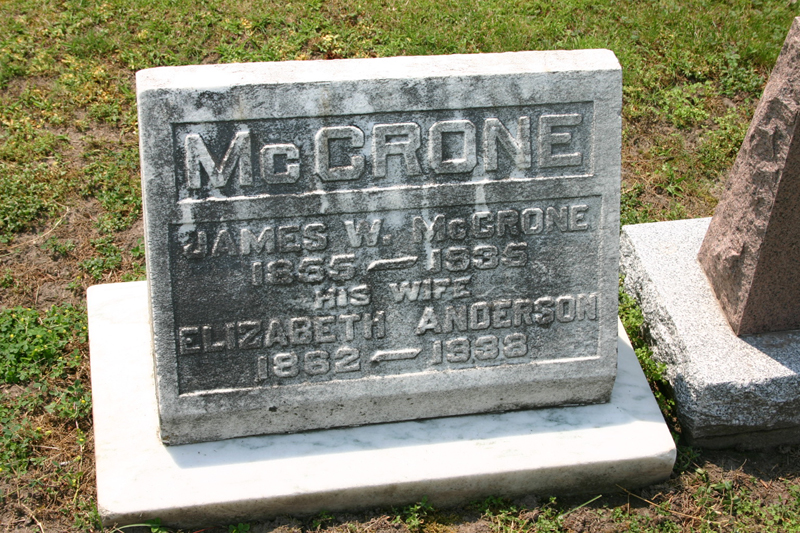 McCRONE
JAMES W. McCRONE
1855 — 1935
HIS WIFE
ELIZABETH ANDERSON
1862 — 1938